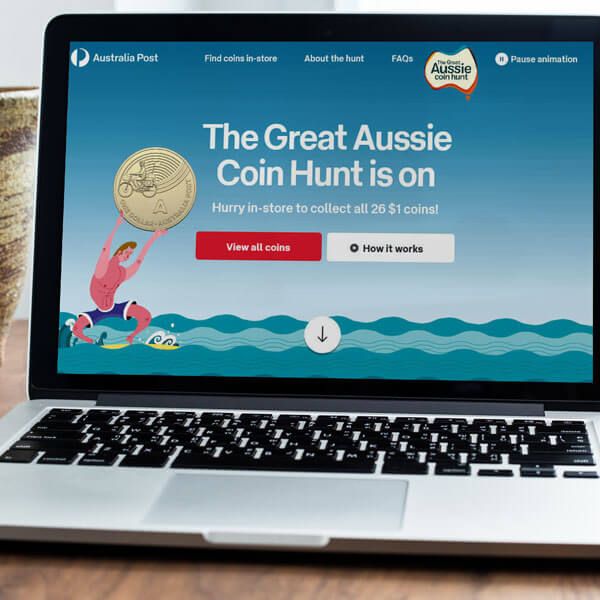 Australia Post
Find coins in-store
About the hunt
FAQs
The Great
Aussie
coin hunt
Pause animation
The Great Aussie
Coin Hunt is on
Hurry in-store to collect all 26 $1 coins!
View all coins
How it works
A
ONE DOLLAR • AUSTRALIA POST